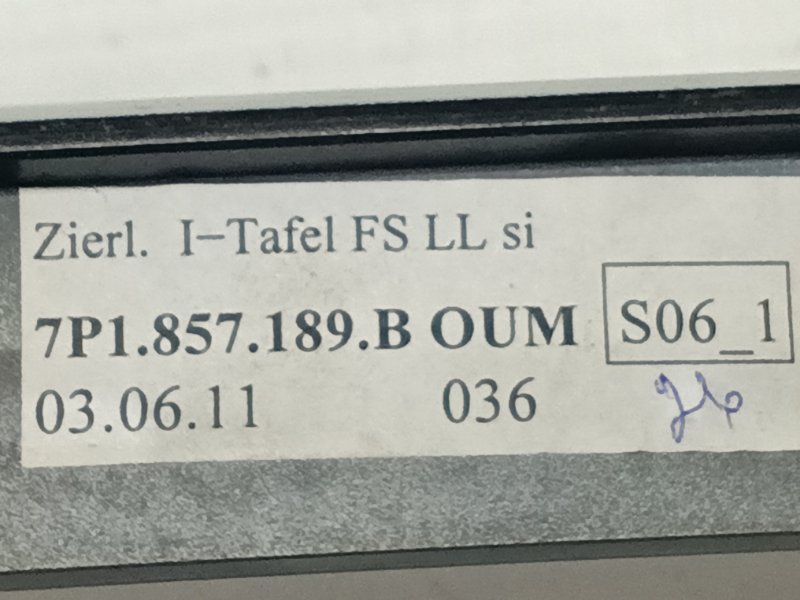 Zierl. I-Tafel FS LL si
7P1.857.189.B OUM S06_1
03.06.11 036